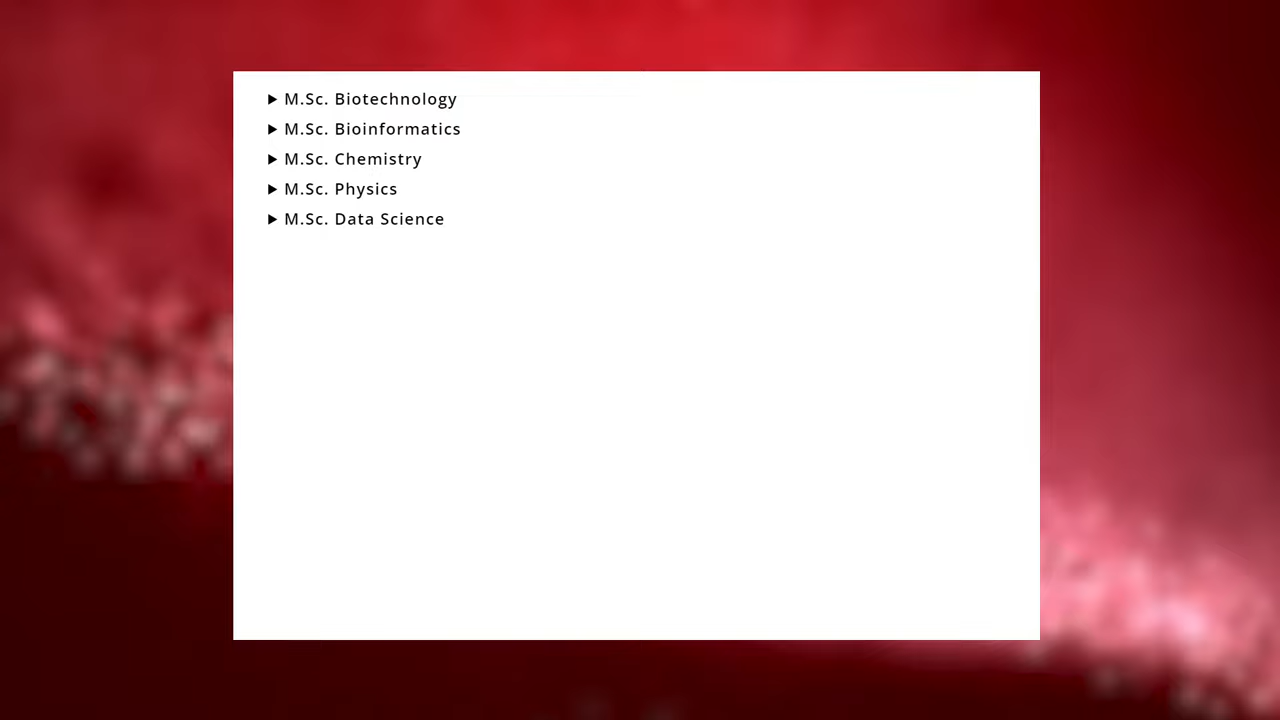 ▶ M.Sc. Biotechnology
▶ M.Sc. Bioinformatics
▶ M.Sc. Chemistry
▶ M.Sc. Physics
▶ M.Sc. Data Science